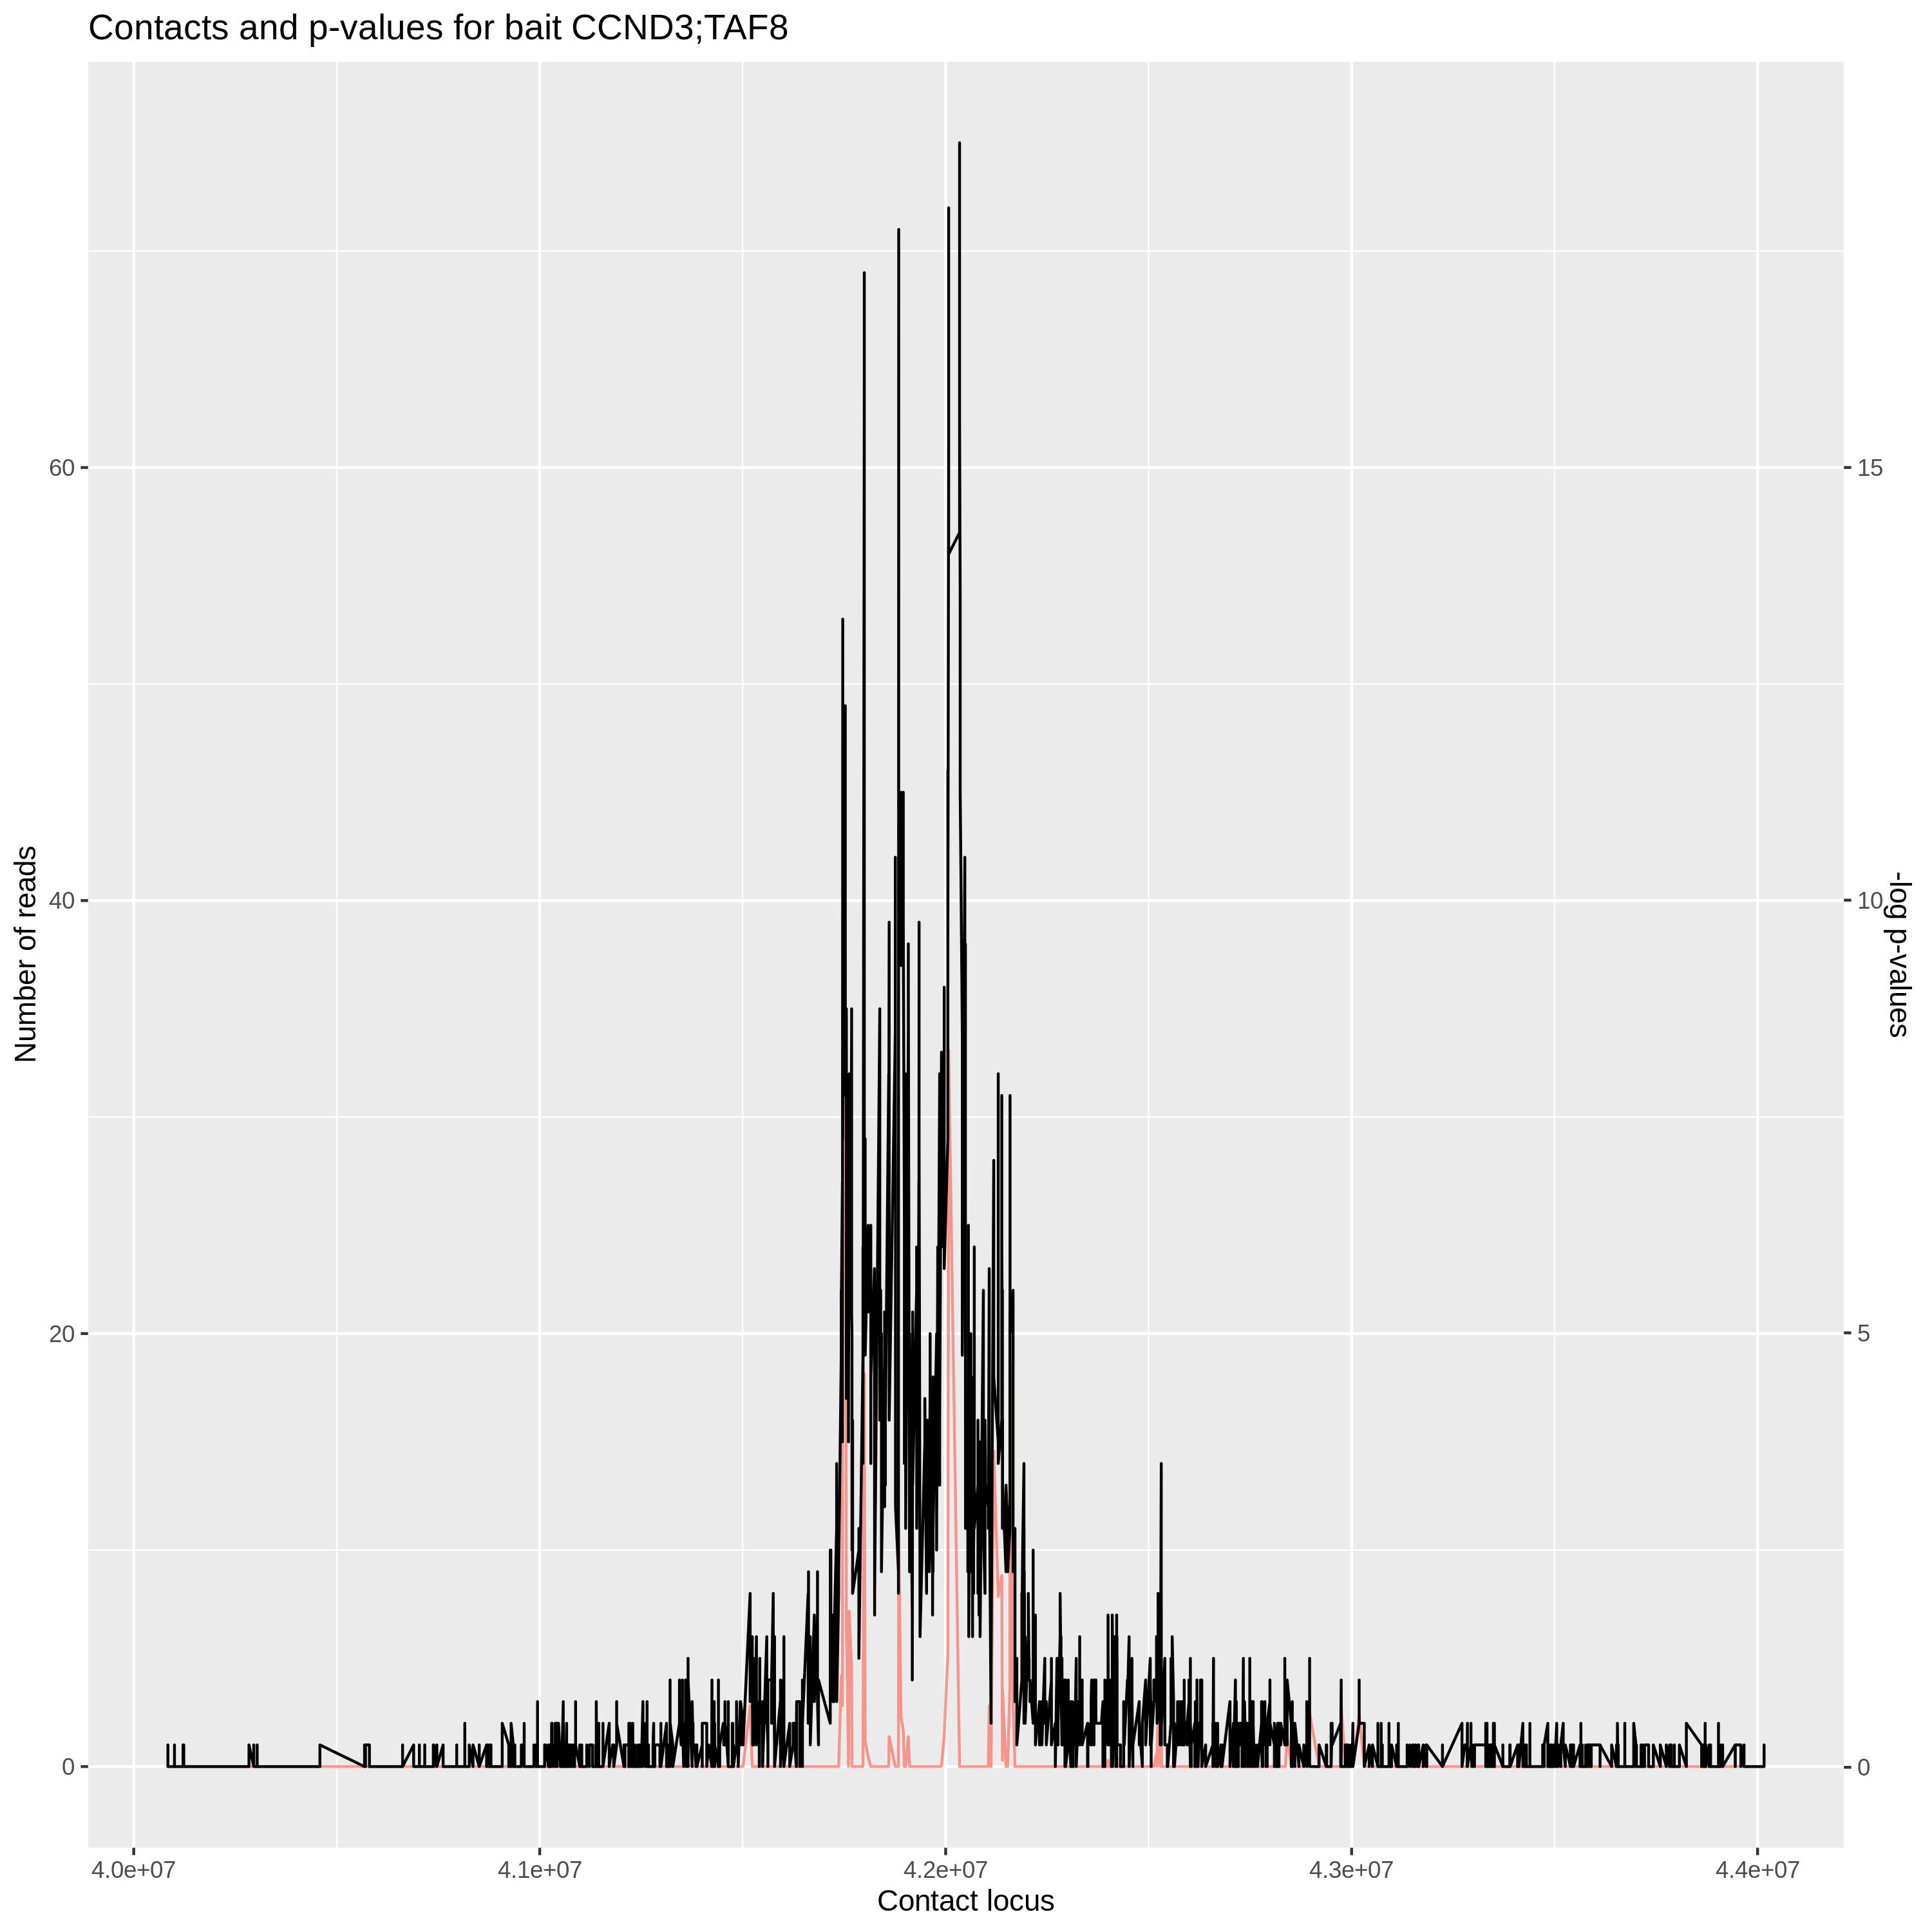 Contacts and p-values for bait CCND3;TAF8
Number of reads
60
40
20
0
15
10
5
0
-log p-values
4.0e+07
4.1e+07
4.2e+07
4.3e+07
4.4e+07
Contact locus